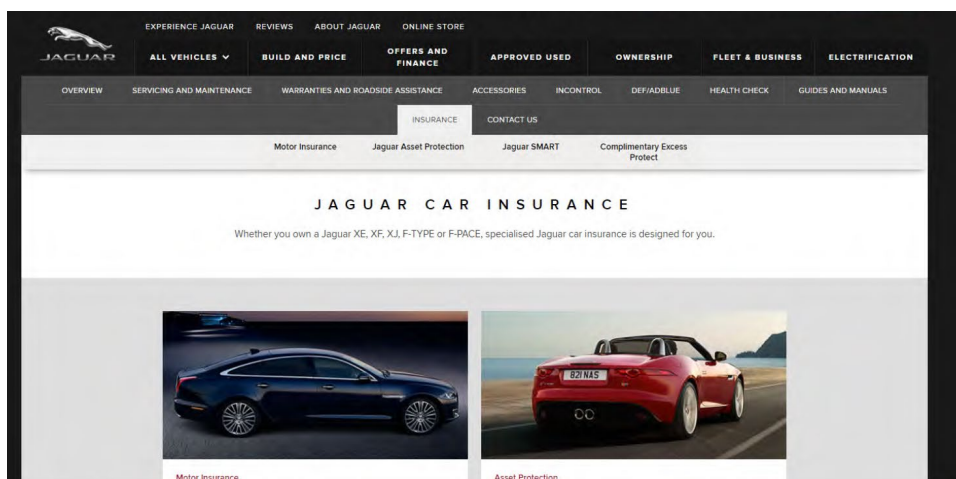 EXPERIENCE JAGUAR REVIEWS ABOUT JAGUAR ONLINE STORE
JAGUAR
ALL VEHICLES BUILD AND PRICE OFFERS AND FINANCE APPROVED USED OWNERSHIP FLEET & BUSINESS ELECTRIFICATION
OVERVIEW SERVICING AND MAINTENANCE WARRANTIES AND ROADSIDE ASSISTANCE ACCESSORIES INCONTROL DEF/ADBLUE HEALTH CHECK GUIDES AND MANUALS
INSURANCE CONTACT US
Motor Insurance Jaguar Asset Protection Jaguar SMART Complimentary Excess Protect
JAGUAR CAR INSURANCE
Whether you own a Jaguar XE, XF, XJ, F-TYPE or F-PACE, specialised Jaguar car insurance is designed for you.
821 NAS
Motor Insurance Asset Protection